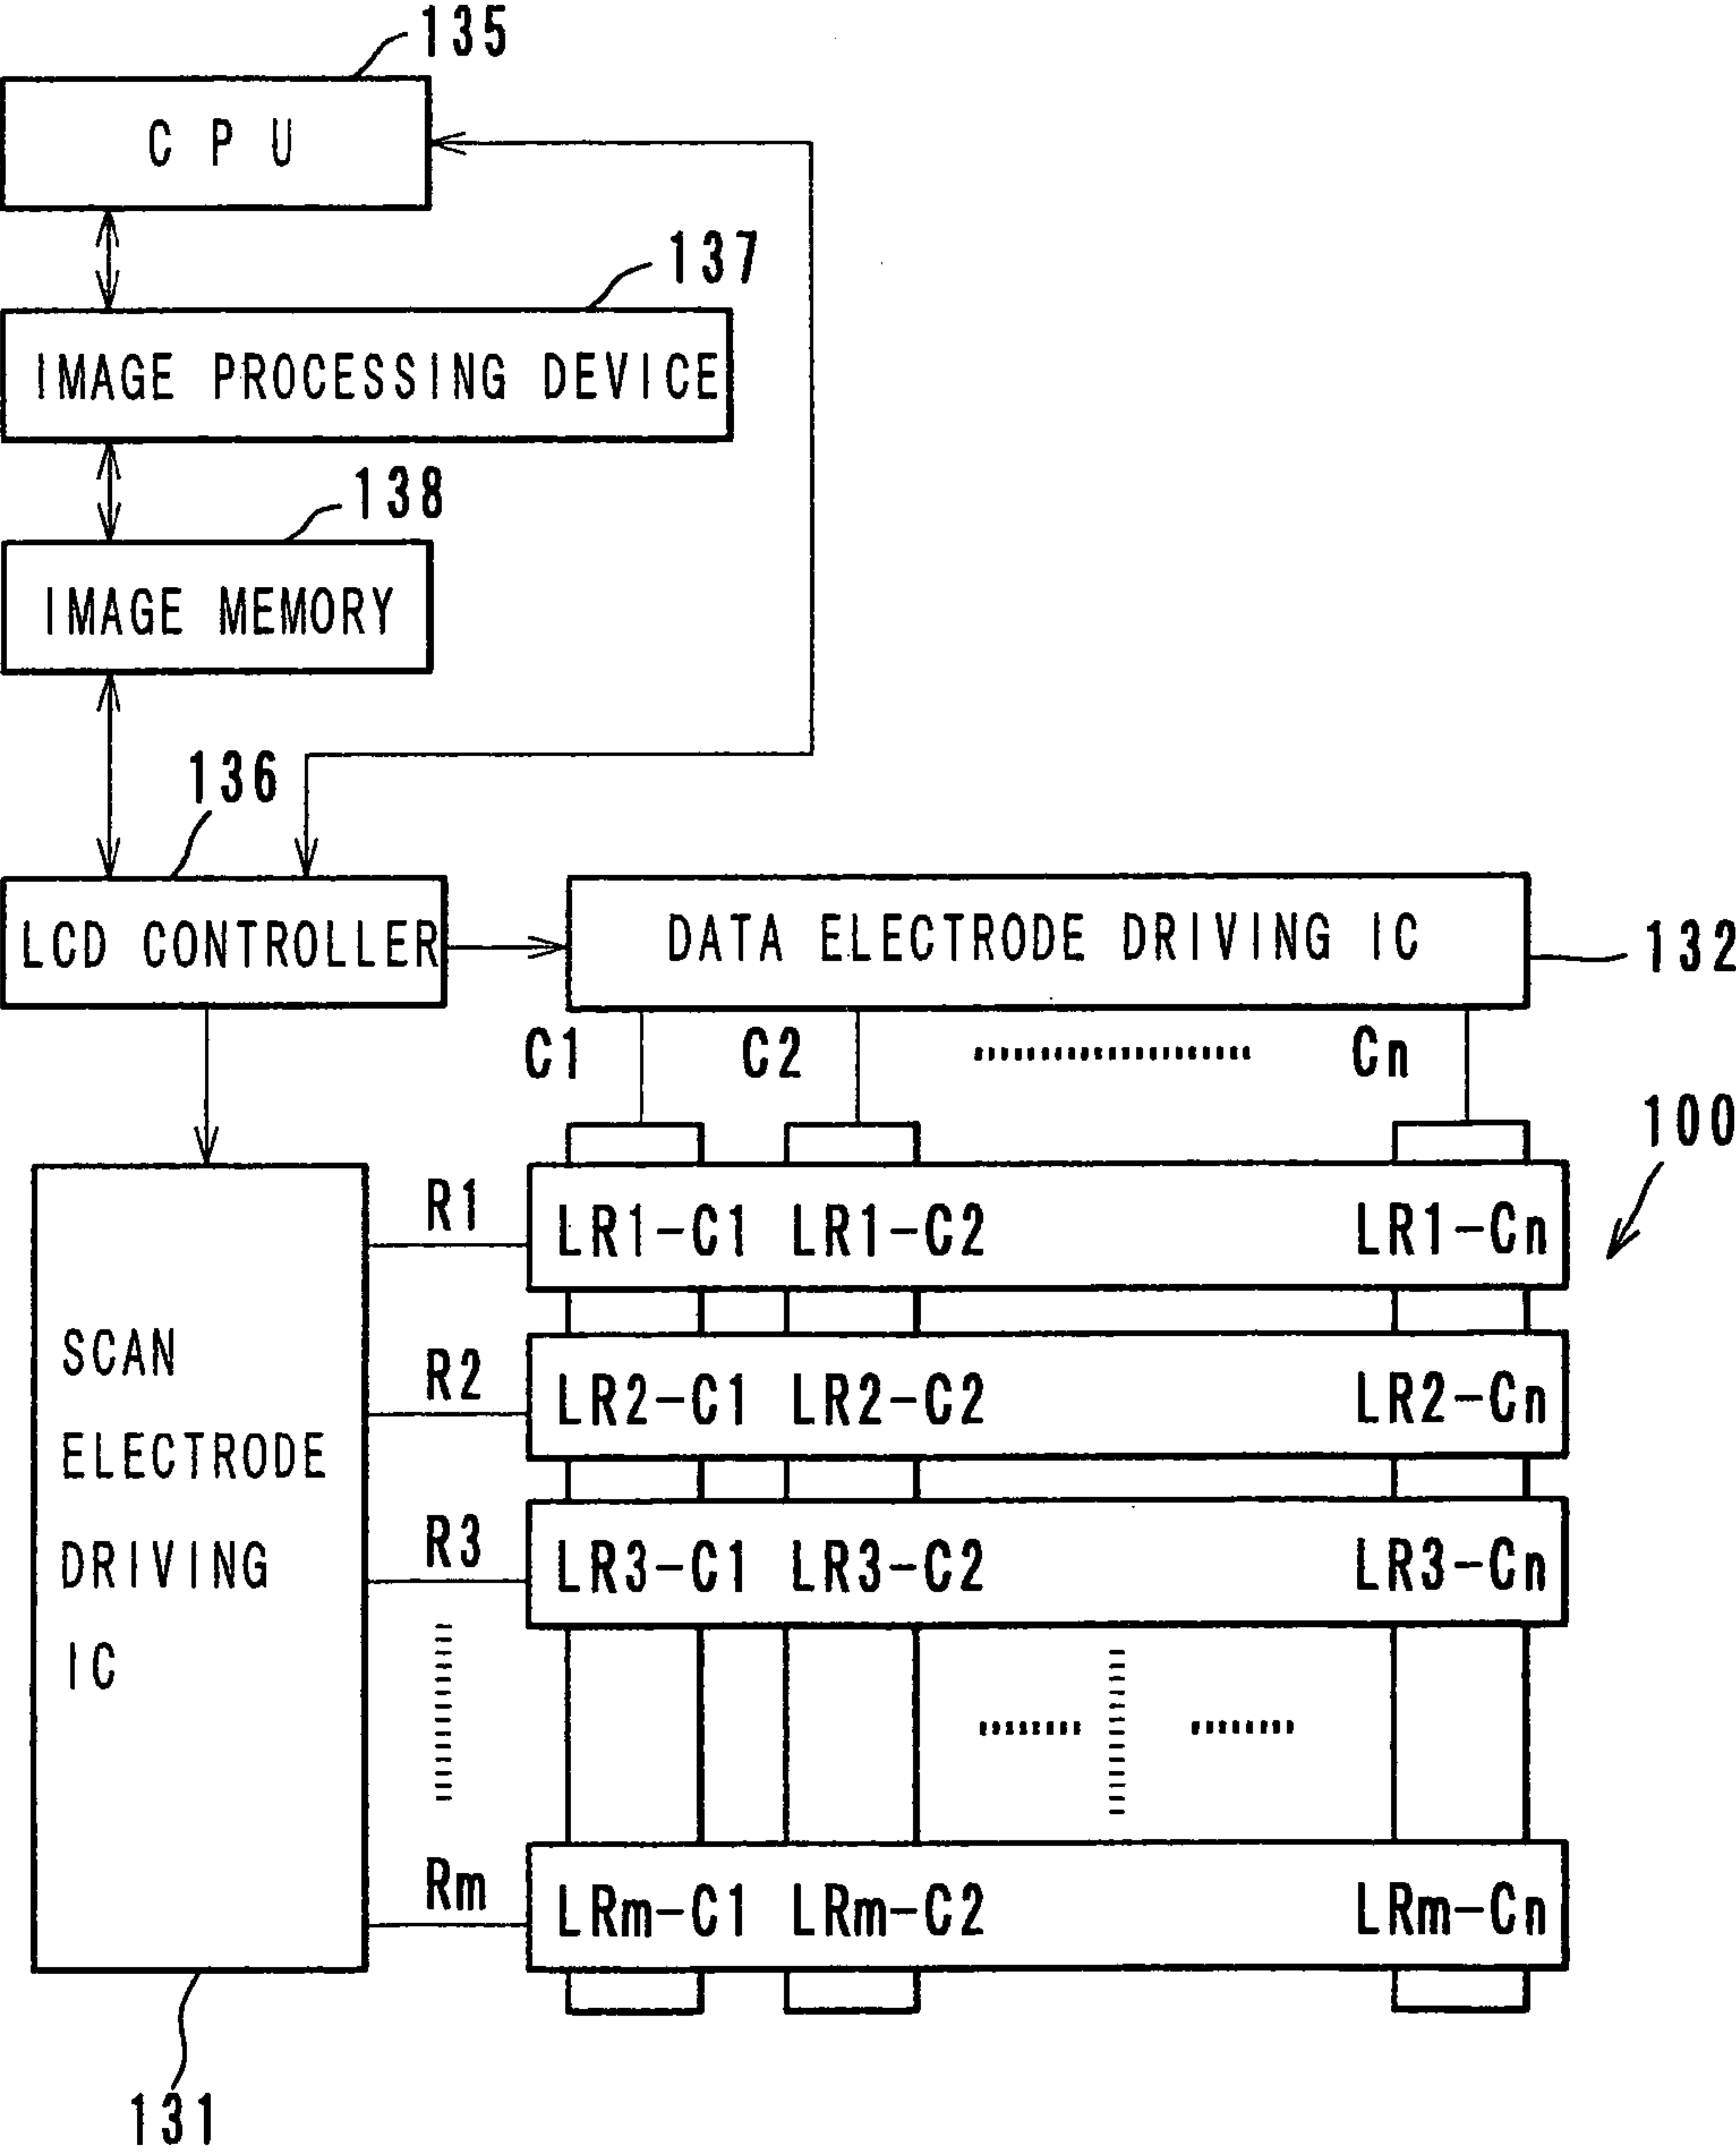 135
CPU
137
IMAGE PROCESSING DEVICE
138
IMAGE MEMORY
136
LCD CONTROLLER
DATA ELECTRODE DRIVING IC
132
C1 C2 Cn
100
R1 LR1-C1 LR1-C2 LR1-Cn
SCAN
ELECTRODE
DRIVING
IC
R2 LR2-C1 LR2-C2 LR2-Cn
R3 LR3-C1 LR3-C2 LR3-Cn
Rm LRm-C1 LRm-C2 LRm-Cn
131